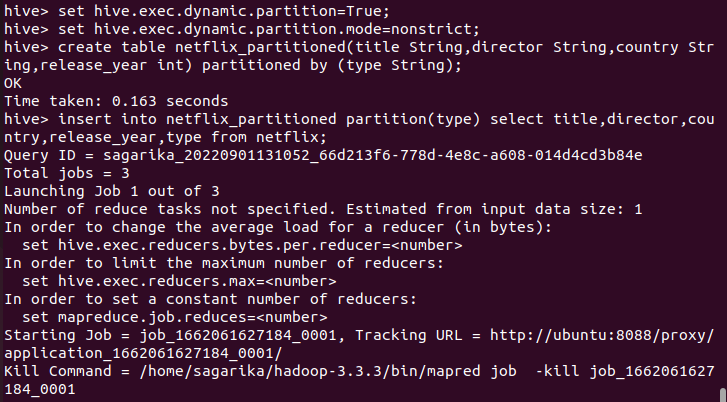 hive> set hive.exec.dynamic.partition=True;
hive> set hive.exec.dynamic.partition.mode=nonstrict;
hive> create table netflix_partitioned(title String,director String,country Str
ing,release_year int) partitioned by (type String);
OK
Time taken: 0.163 seconds
hive> insert into netflix_partitioned partition(type) select title,director,cou
ntry,release_year,type from netflix;
Query ID = sagarika_20220901131052_66d213f6-778d-4e8c-a608-014d4cd3b84e
Total jobs = 3
Launching Job 1 out of 3
Number of reduce tasks not specified. Estimated from input data size: 1
In order to change the average load for a reducer (in bytes):
  set hive.exec.reducers.bytes.per.reducer=<number>
In order to limit the maximum number of reducers:
  set hive.exec.reducers.max=<number>
In order to set a constant number of reducers:
  set mapreduce.job.reduces=<number>
Starting Job = job_1662061627184_0001, Tracking URL = http://ubuntu:8088/proxy/
application_1662061627184_0001/
Kill Command = /home/sagarika/hadoop-3.3.3/bin/mapred job  -kill job_1662061627
184_0001